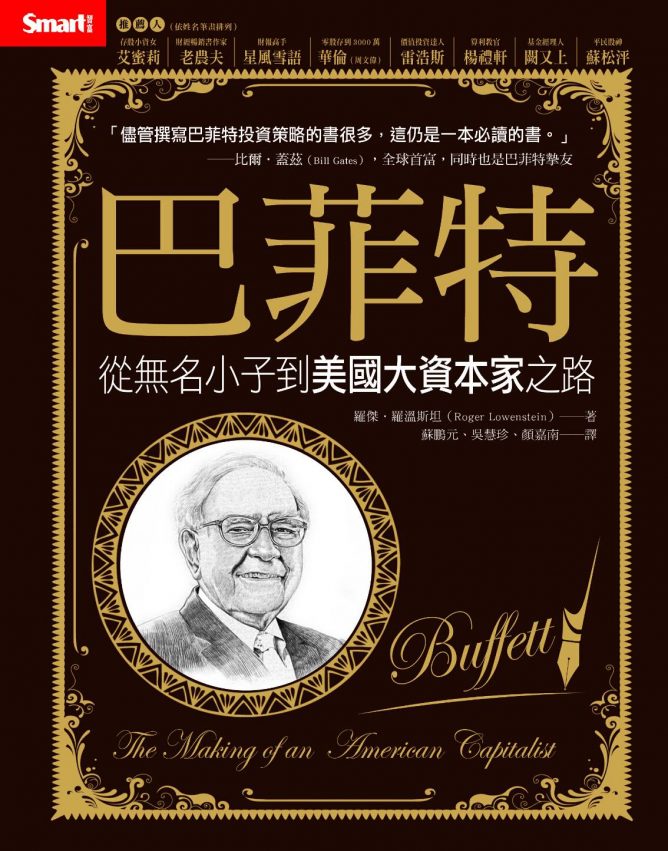 Smart智富
推薦人（依姓名筆畫排列）
存股小資女 財經暢銷書作家 財報高手 零股存到3000萬 價值投資達人 算利教官 基金經理人 平民股神
艾蜜莉 老農夫 星風雪語 華倫（周文偉） 雷浩斯 楊禮軒 闕又上 蘇松泙
「儘管撰寫巴菲特投資策略的書很多，這仍是一本必讀的書。」
──比爾‧蓋茲（Bill Gates），全球首富，同時也是巴菲特摯友
巴菲特
從無名小子到美國大資本家之路
羅傑‧羅溫斯坦（Roger Lowenstein）──著
蘇鵬元、吳慧珍、顏嘉南──譯
Buffett
The Making of an American Capitalist